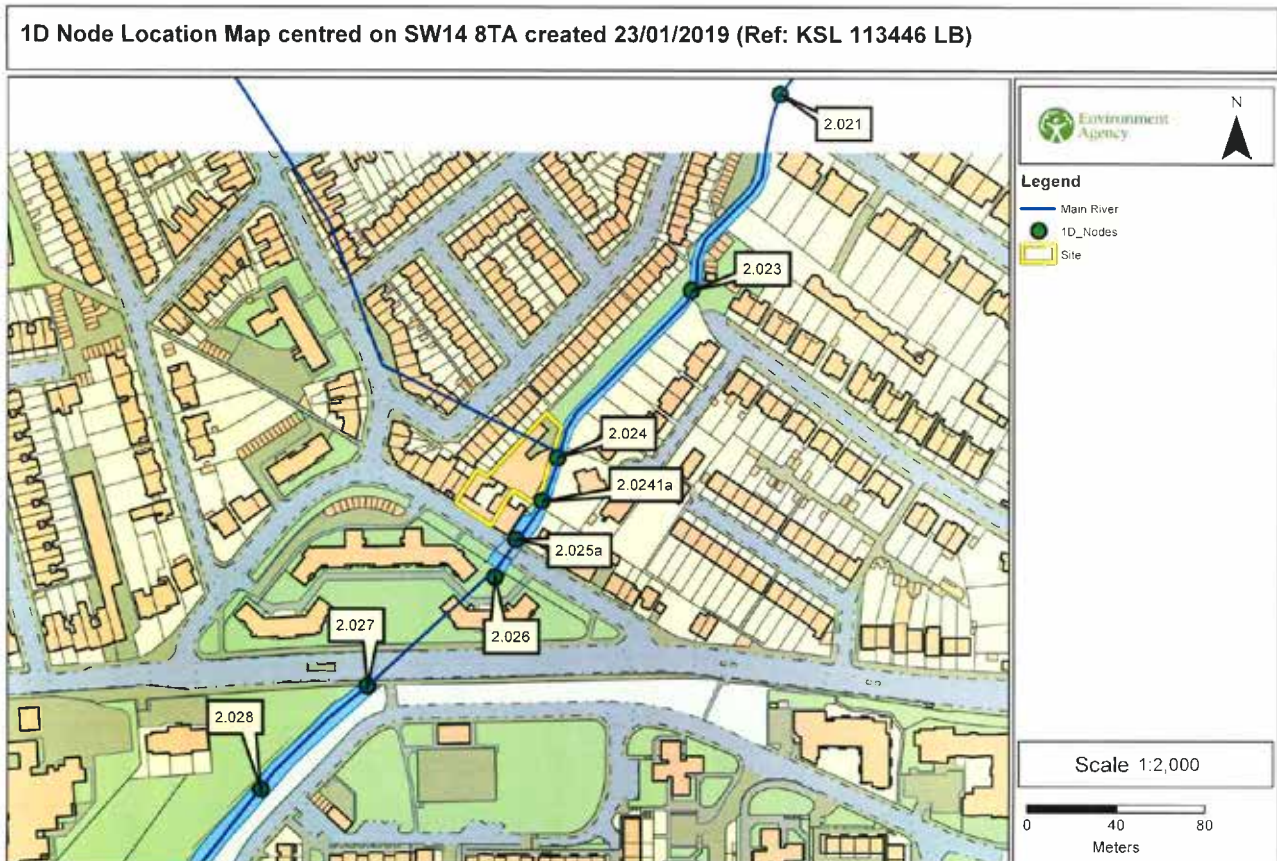 1D Node Location Map centred on SW14 8TA created 23/01/2019 (Ref: KSL 113446 LB)
2.021
2.023
2.024
2.0241a
2.025a
2.026
2.027
2.028
Environment
Agency
N
Legend
Main River
1D_Nodes
Site
Scale 1:2,000
0 40 80
Meters